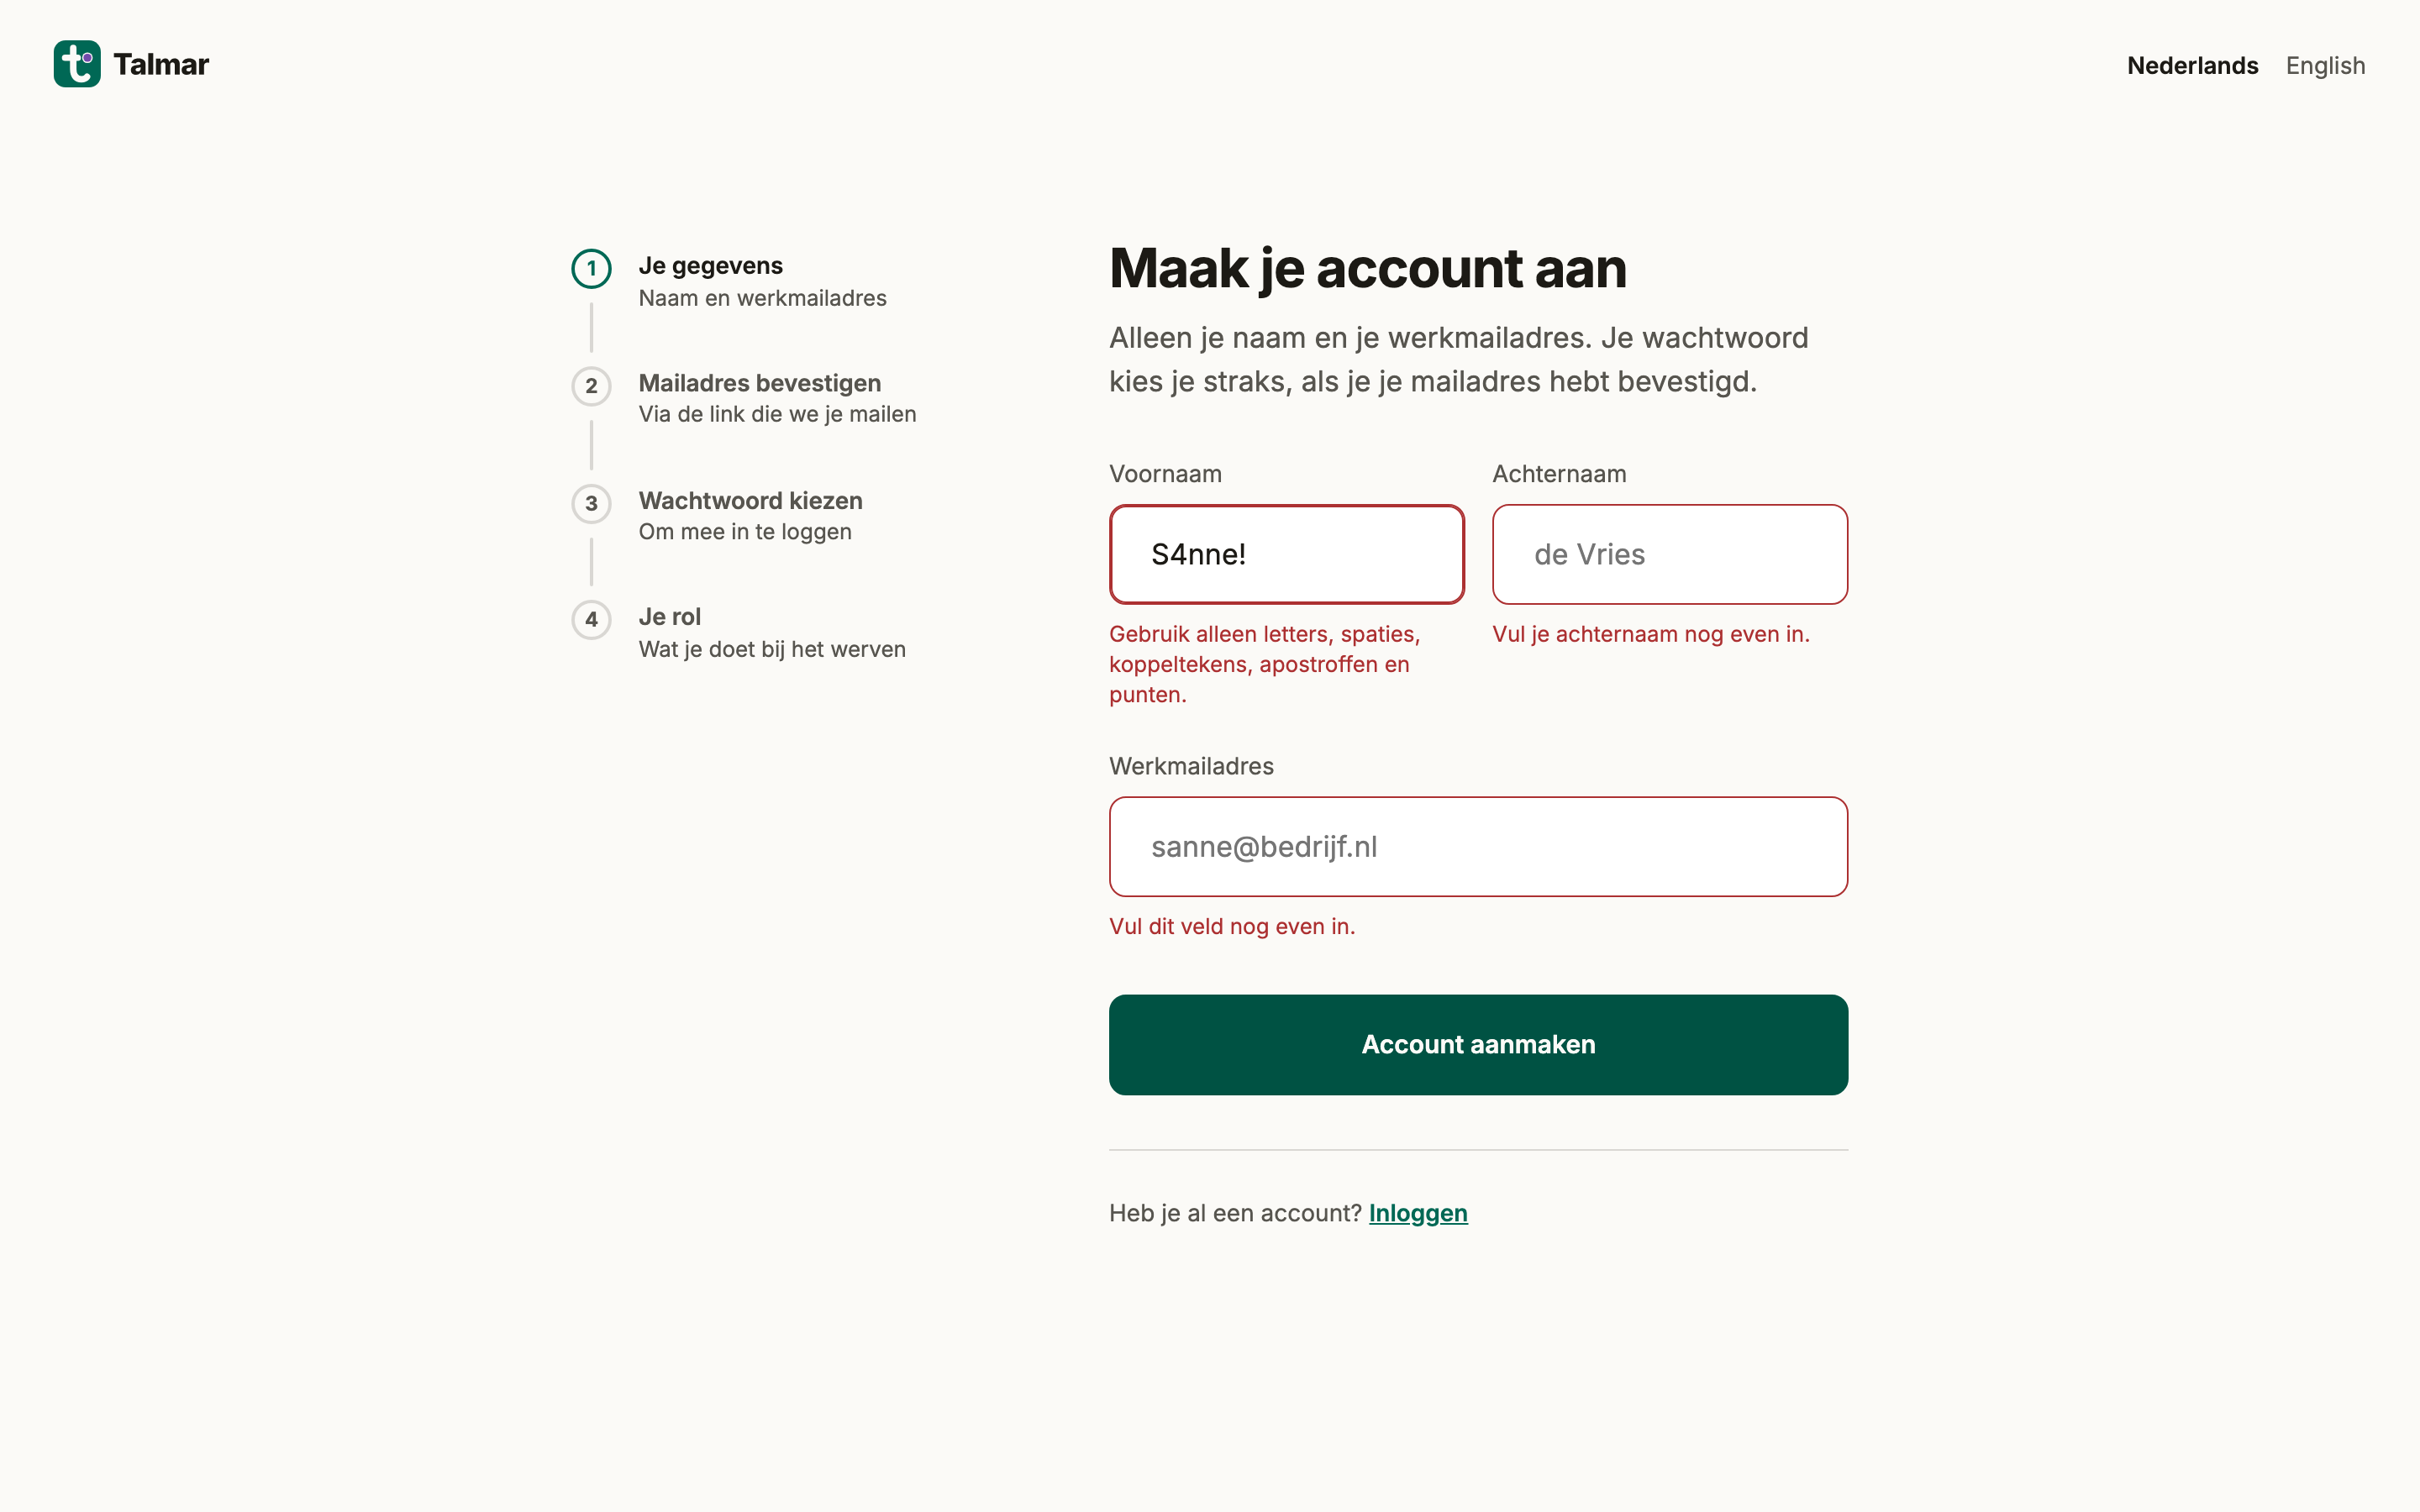 Talmar
Nederlands English
1 Je gegevens
Naam en werkmailadres
2 Mailadres bevestigen
Via de link die we je mailen
3 Wachtwoord kiezen
Om mee in te loggen
4 Je rol
Wat je doet bij het werven
Maak je account aan
Alleen je naam en je werkmailadres. Je wachtwoord
kies je straks, als je je mailadres hebt bevestigd.
Voornaam
S4nne!
Gebruik alleen letters, spaties,
koppeltekens, apostroffen en
punten.
Achternaam
de Vries
Vul je achternaam nog even in.
Werkmailadres
sanne@bedrijf.nl
Vul dit veld nog even in.
Account aanmaken
Heb je al een account? Inloggen